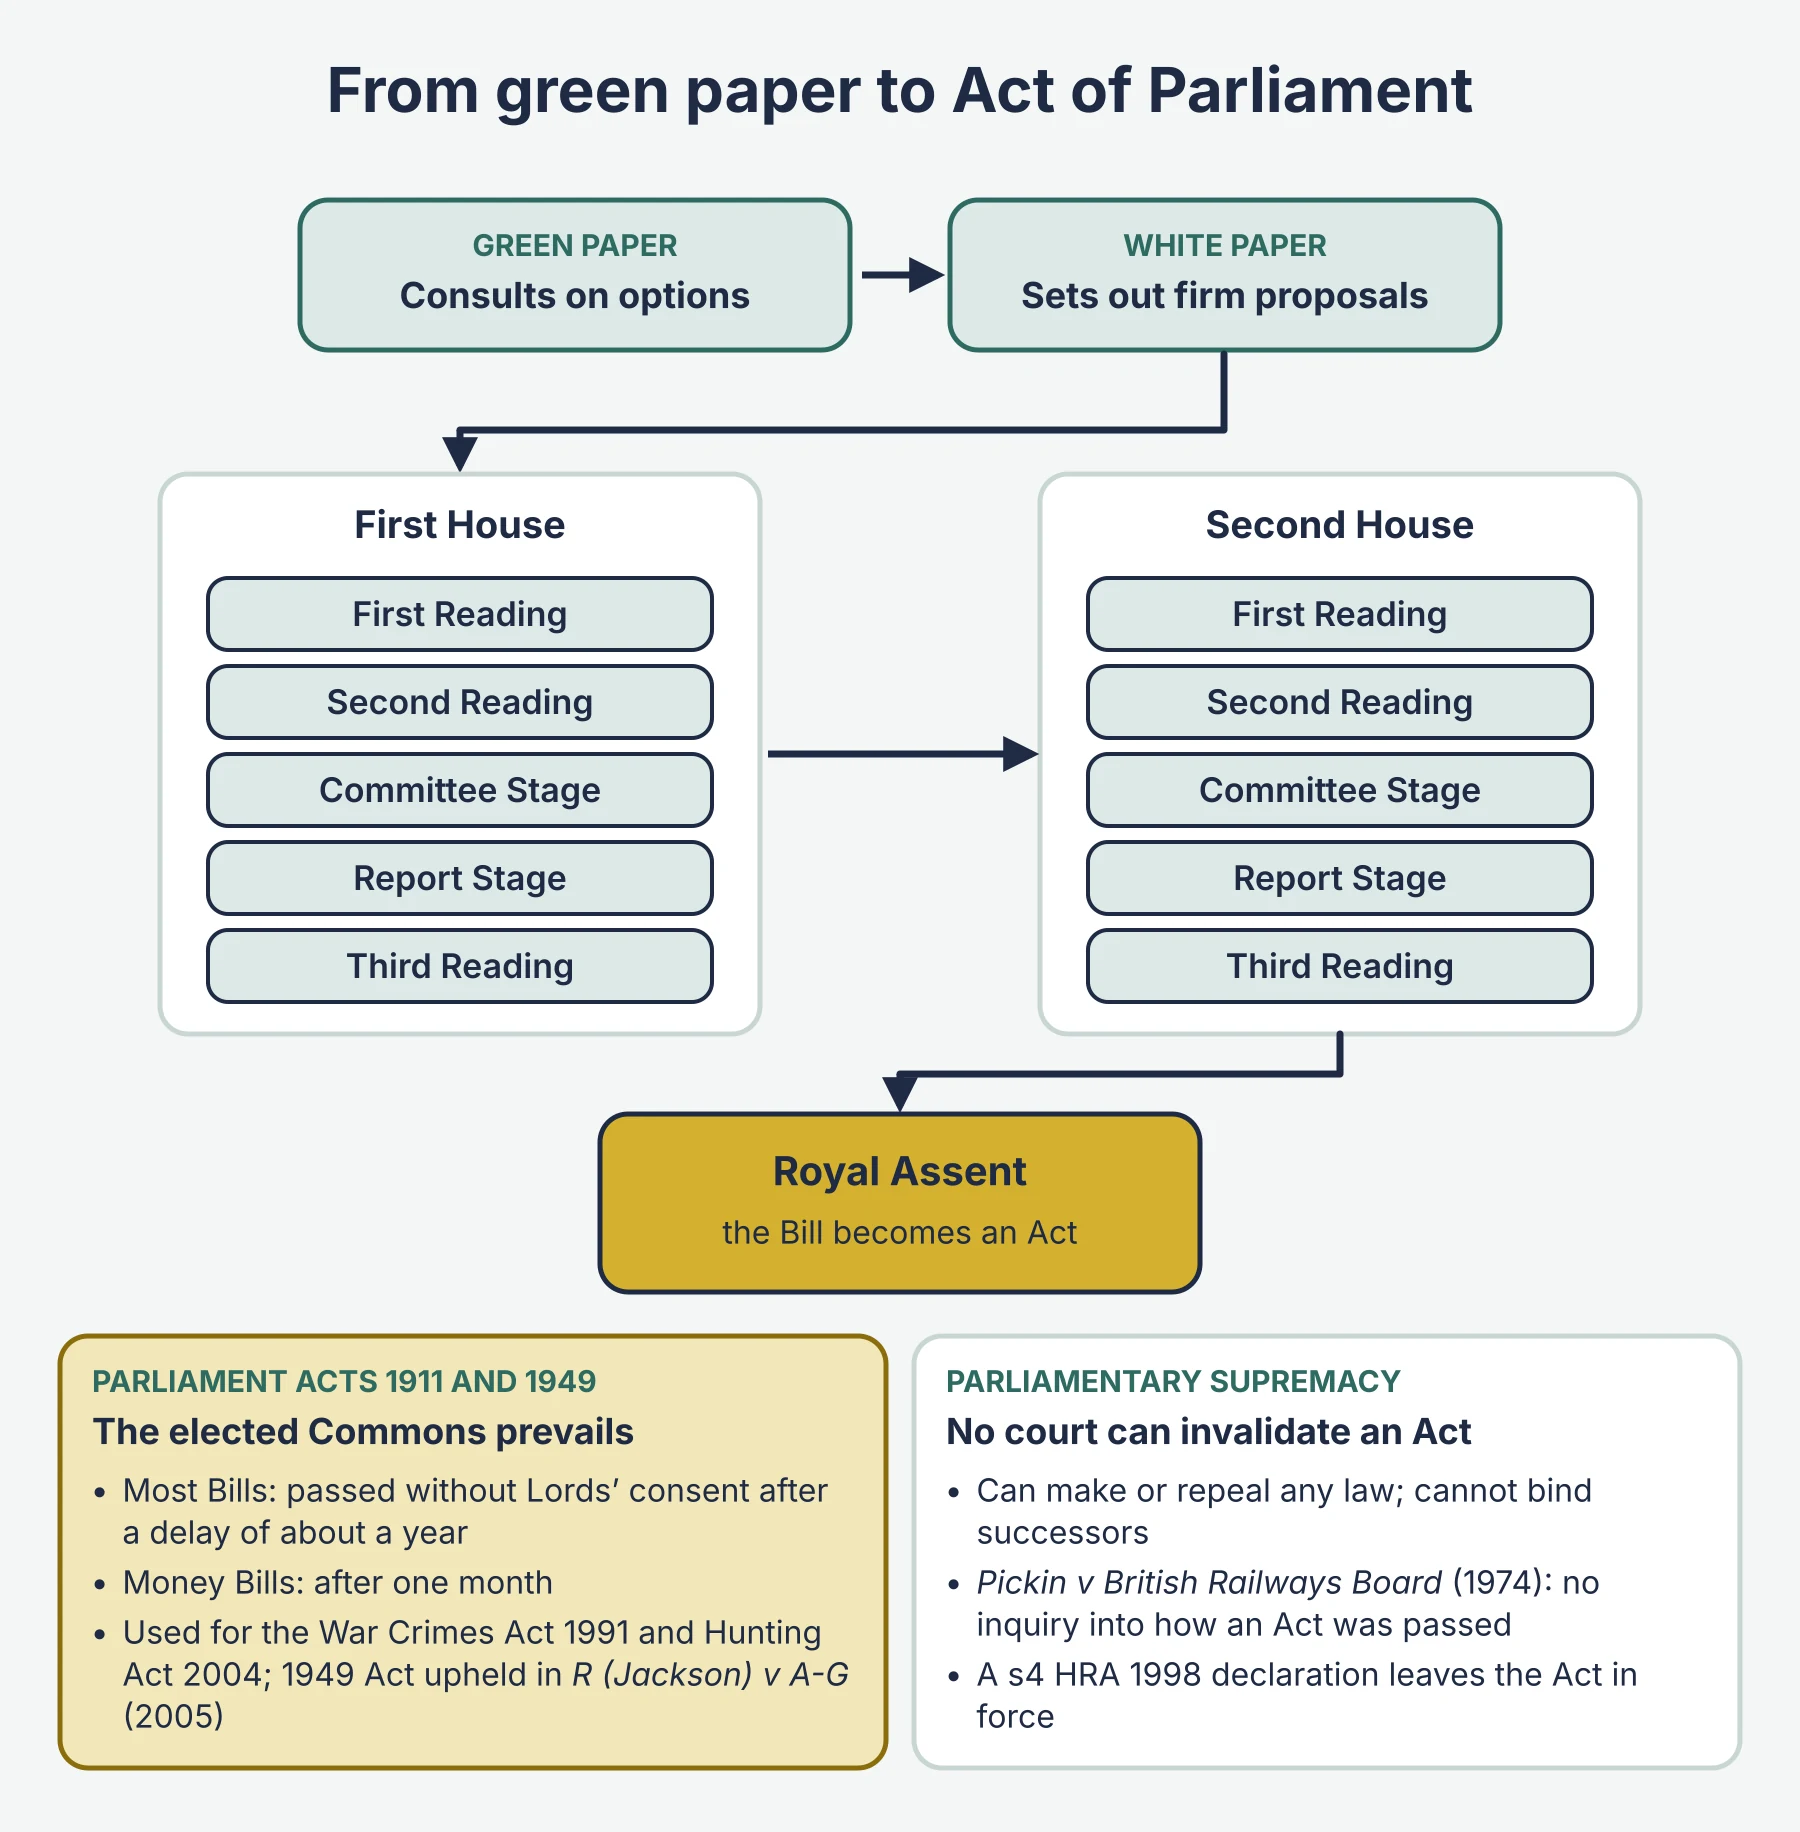 From green paper to Act of Parliament
GREEN PAPER
Consults on options
WHITE PAPER
Sets out firm proposals
First House
First Reading
Second Reading
Committee Stage
Report Stage
Third Reading
Second House
First Reading
Second Reading
Committee Stage
Report Stage
Third Reading
Royal Assent
the Bill becomes an Act
PARLIAMENT ACTS 1911 AND 1949
The elected Commons prevails
• Most Bills: passed without Lords’ consent after
a delay of about a year
• Money Bills: after one month
• Used for the War Crimes Act 1991 and Hunting
Act 2004; 1949 Act upheld in R (Jackson) v A-G
(2005)
PARLIAMENTARY SUPREMACY
No court can invalidate an Act
• Can make or repeal any law; cannot bind
successors
• Pickin v British Railways Board (1974): no
inquiry into how an Act was passed
• A s4 HRA 1998 declaration leaves the Act in
force